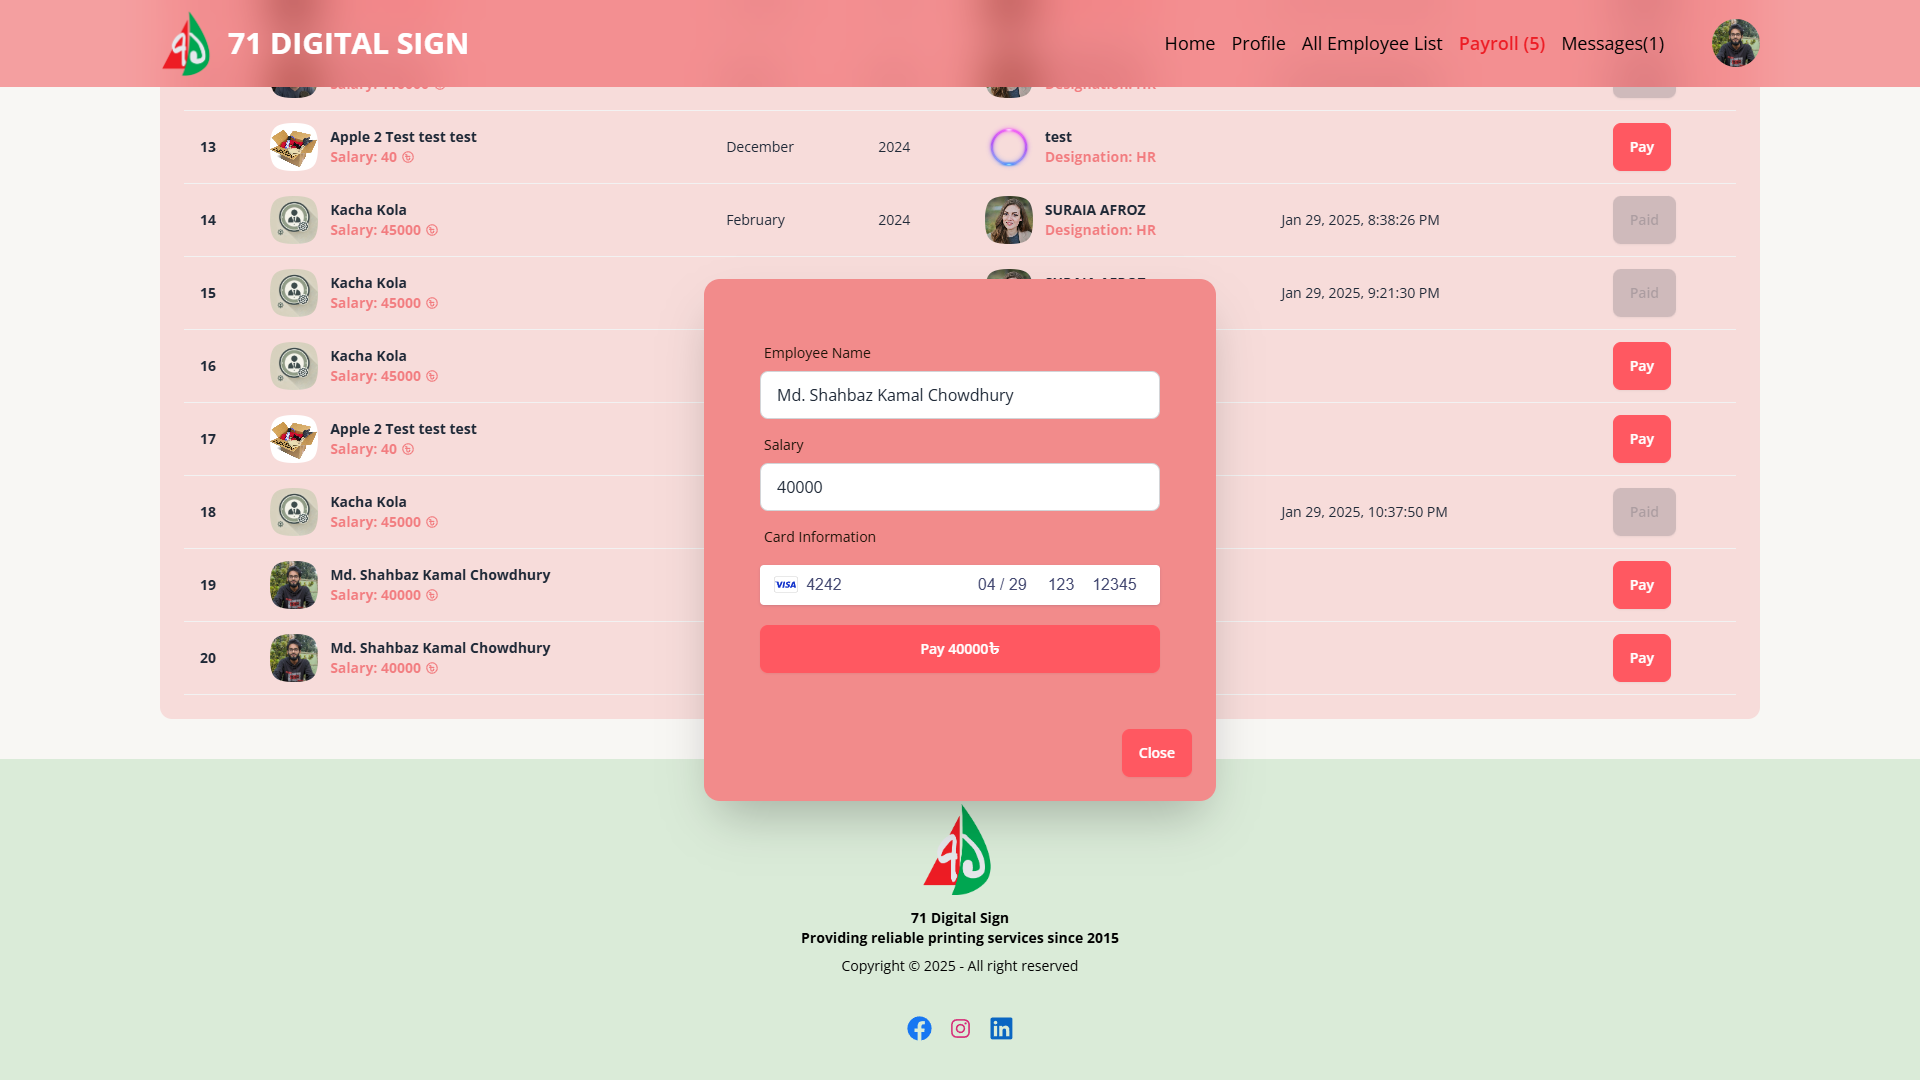 71 DIGITAL SIGN
Home Profile All Employee List Payroll (5) Messages(1)
13 Apple 2 Test test test December 2024 test Pay
Salary: 40 Designation: HR
14 Kacha Kola February 2024 SURAIA AFROZ Jan 29, 2025, 8:38:26 PM Paid
Salary: 45000 Designation: HR
15 Kacha Kola Jan 29, 2025, 9:21:30 PM Paid
Salary: 45000
16 Kacha Kola Pay
Salary: 45000
17 Apple 2 Test test test Pay
Salary: 40
18 Kacha Kola Jan 29, 2025, 10:37:50 PM Paid
Salary: 45000
19 Md. Shahbaz Kamal Chowdhury Pay
Salary: 40000
20 Md. Shahbaz Kamal Chowdhury Pay
Salary: 40000
Employee Name
Md. Shahbaz Kamal Chowdhury
Salary
40000
Card Information
VISA 4242 04 / 29 123 12345
Pay 40000৳
Close
71 Digital Sign
Providing reliable printing services since 2015
Copyright © 2025 - All right reserved